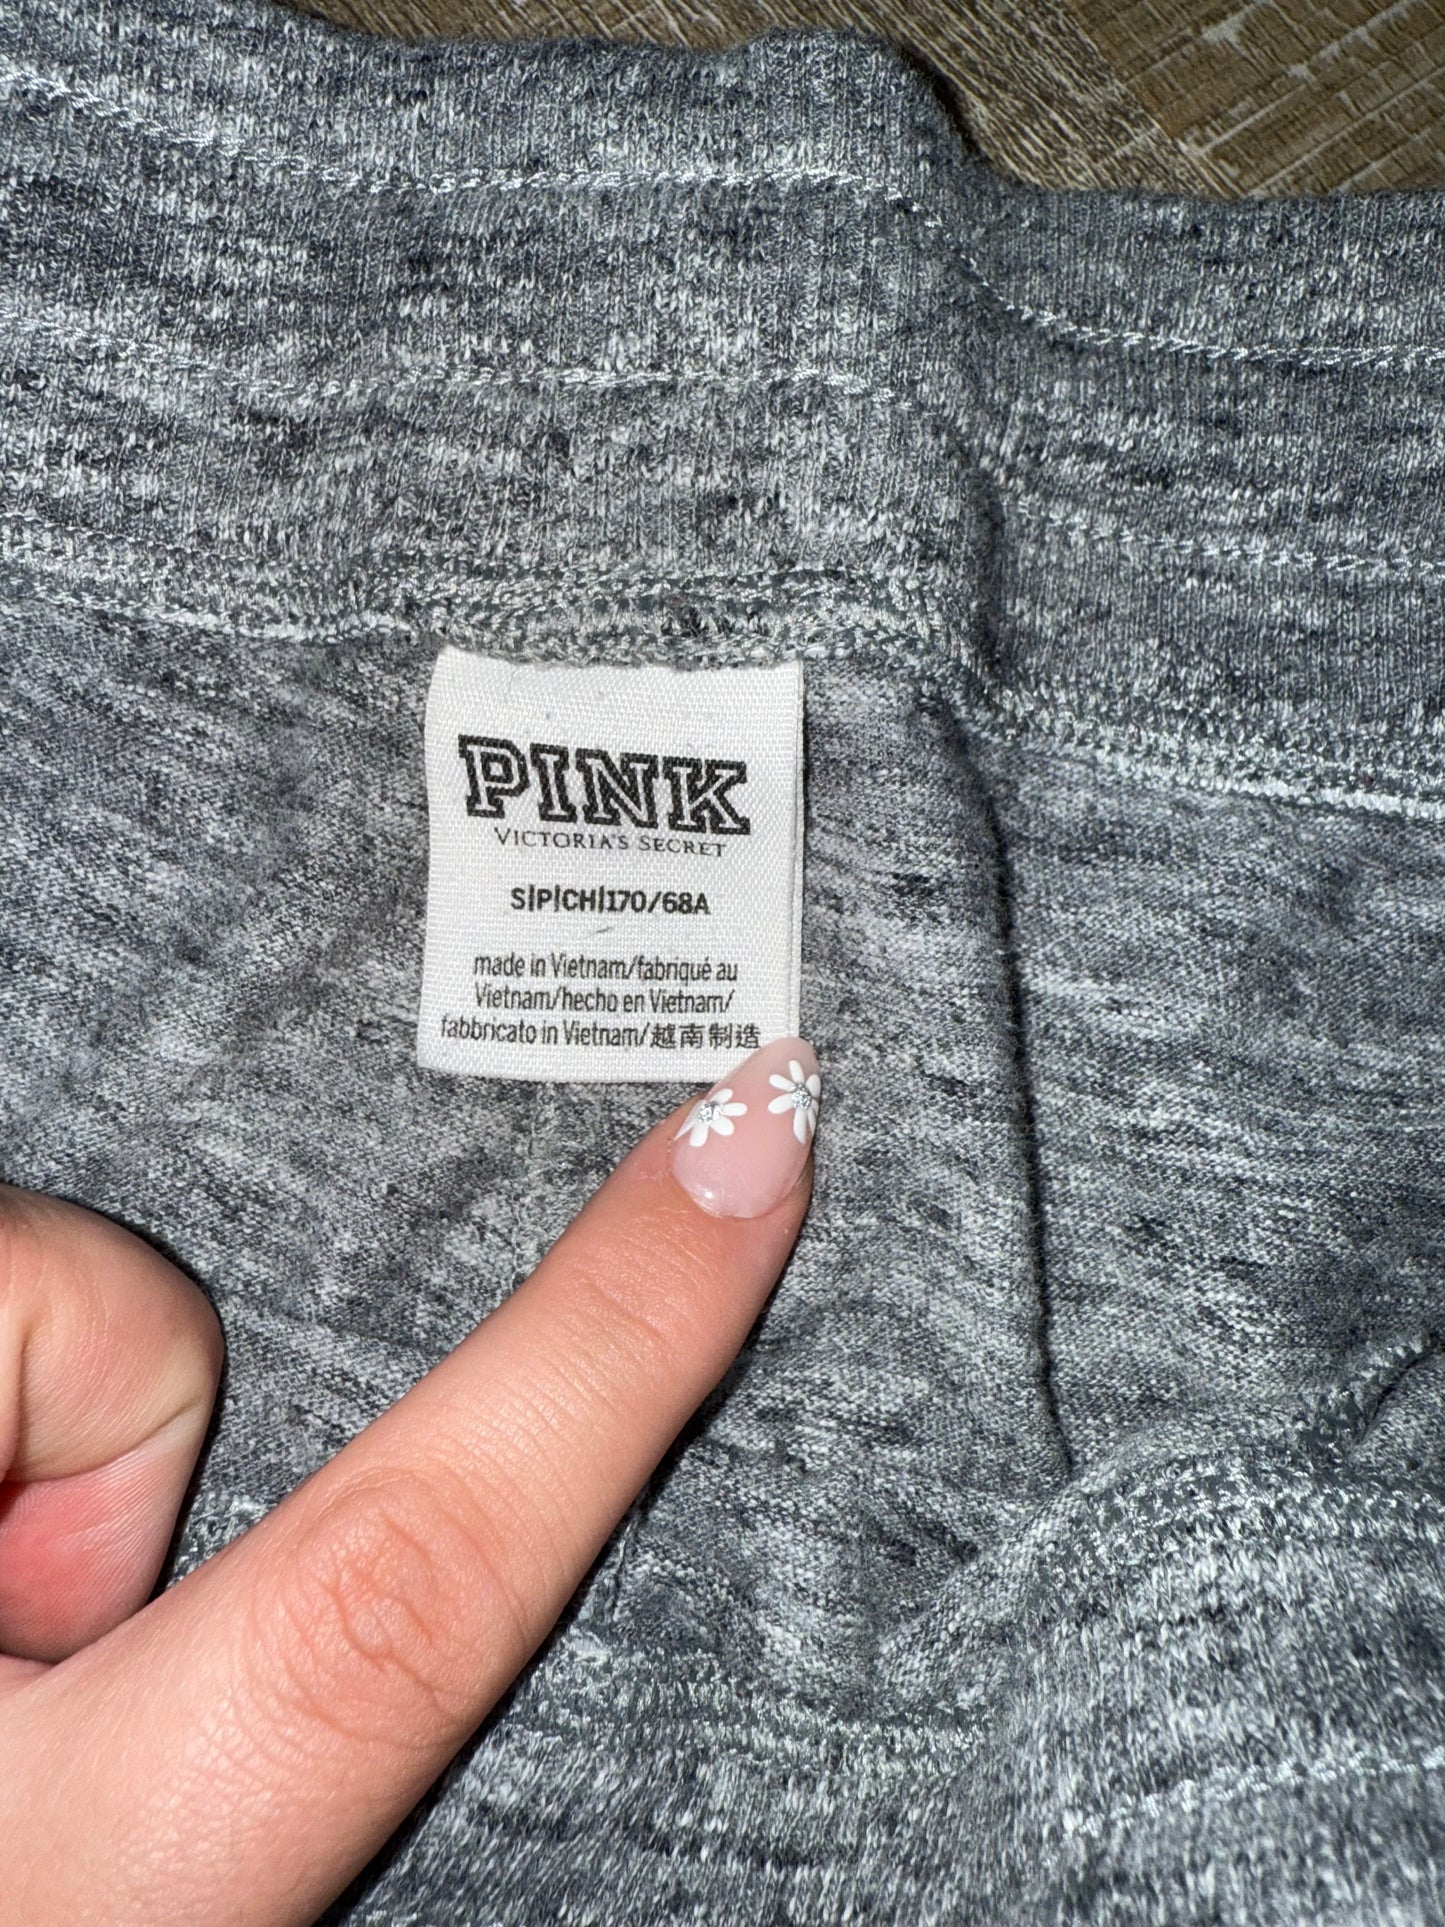 PINK
VICTORIA'S SECRET
S|P|CH|170/68A
made in Vietnam/fabriqué au
Vietnam/hecho en Vietnam/
fabbricato in Vietnam/越南制造